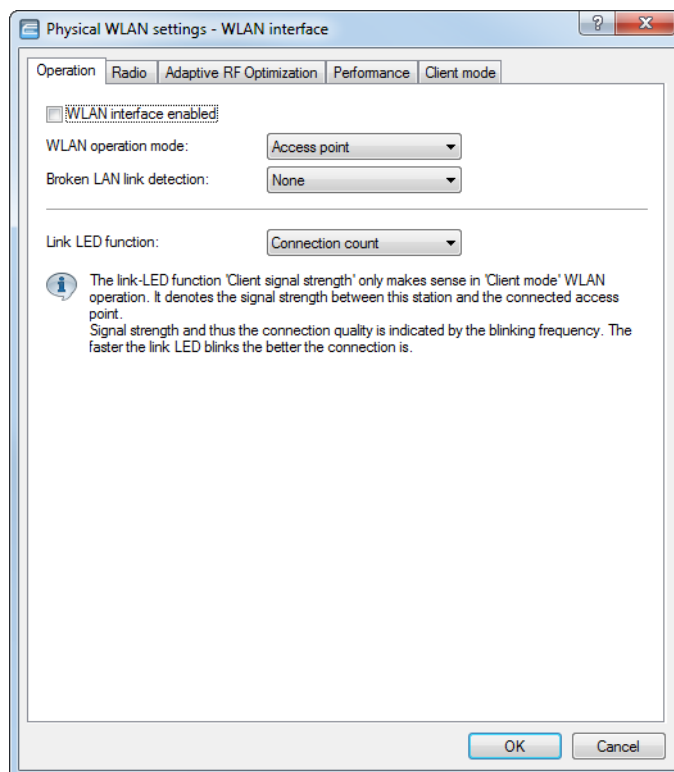 Physical WLAN settings - WLAN interface
?
Operation Radio Adaptive RF Optimization Performance Client mode
WLAN interface enabled
WLAN operation mode: Access point
Broken LAN link detection: None
Link LED function: Connection count
The link-LED function 'Client signal strength' only makes sense in 'Client mode' WLAN
operation. It denotes the signal strength between this station and the connected access
point.
Signal strength and thus the connection quality is indicated by the blinking frequency. The
faster the link LED blinks the better the connection is.
OK Cancel